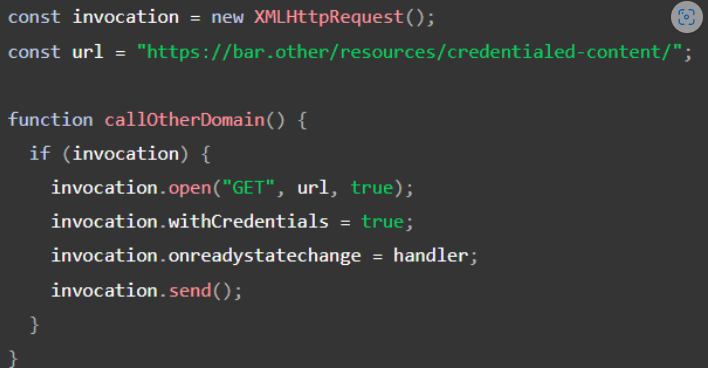 const invocation = new XMLHttpRequest();
const url = "https://bar.other/resources/credentialed-content/";

function callOtherDomain() {
  if (invocation) {
    invocation.open("GET", url, true);
    invocation.withCredentials = true;
    invocation.onreadystatechange = handler;
    invocation.send();
  }
}